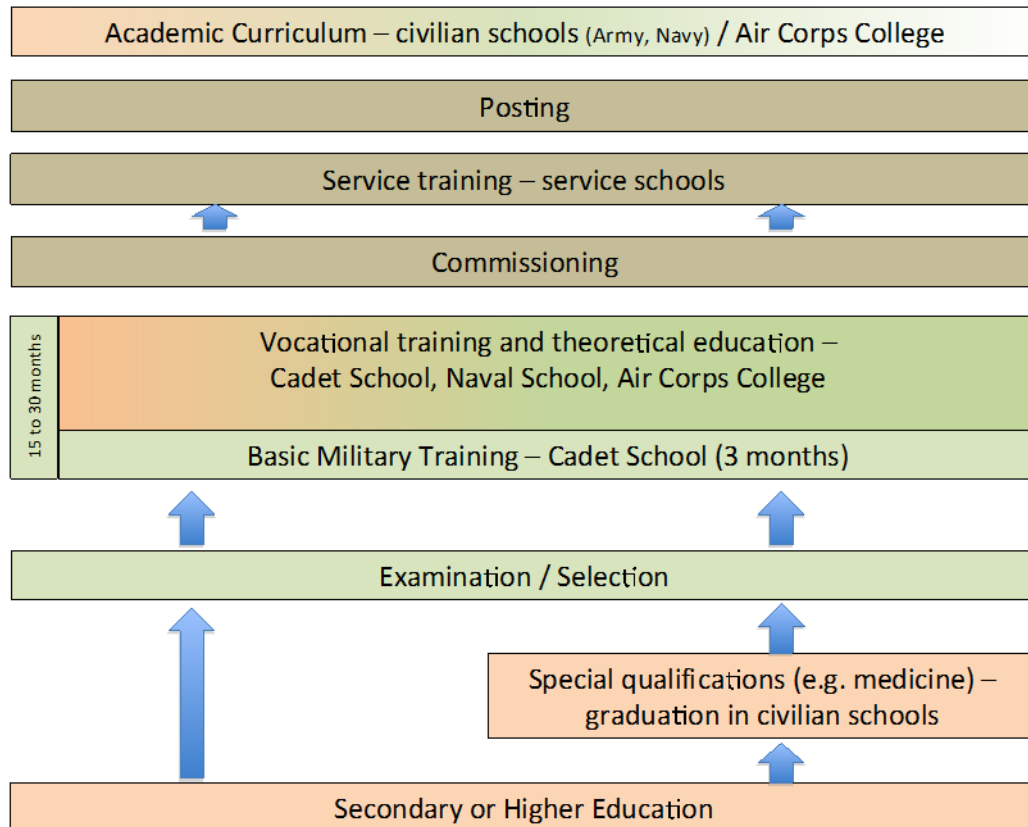 Academic Curriculum – civilian schools (Army, Navy) / Air Corps College
Posting
Service training – service schools
Commissioning
15 to 30 months
Vocational training and theoretical education –
Cadet School, Naval School, Air Corps College
Basic Military Training – Cadet School (3 months)
Examination / Selection
Special qualifications (e.g. medicine) –
graduation in civilian schools
Secondary or Higher Education